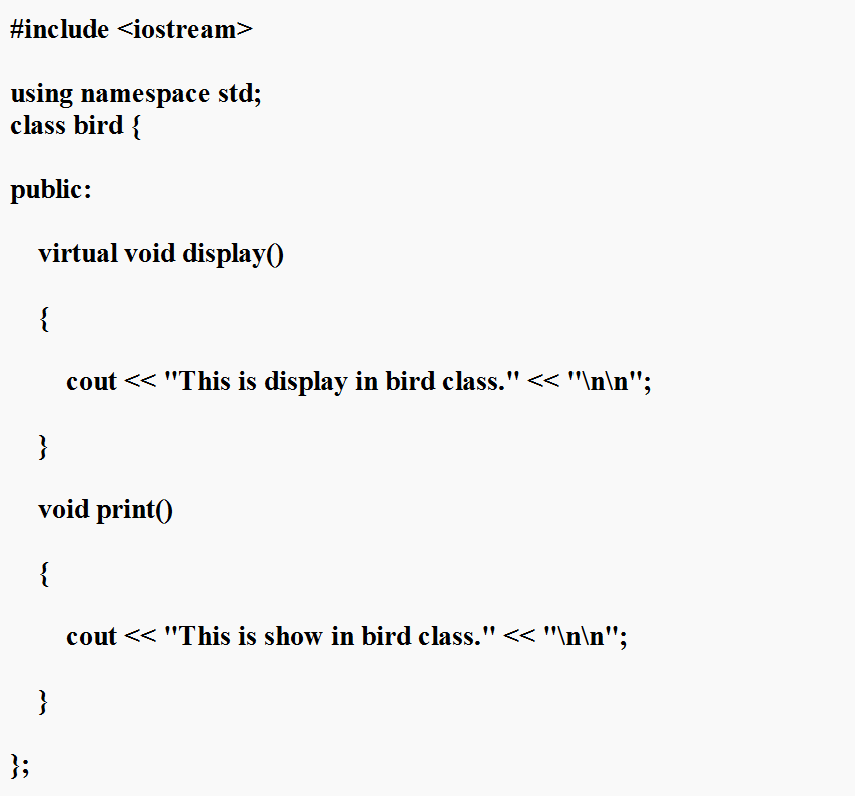 #include <iostream>
using namespace std;
class bird {
public:
virtual void display()
{
cout << "This is display in bird class." << "\n\n";
}
void print()
{
cout << "This is show in bird class." << "\n\n";
}
};